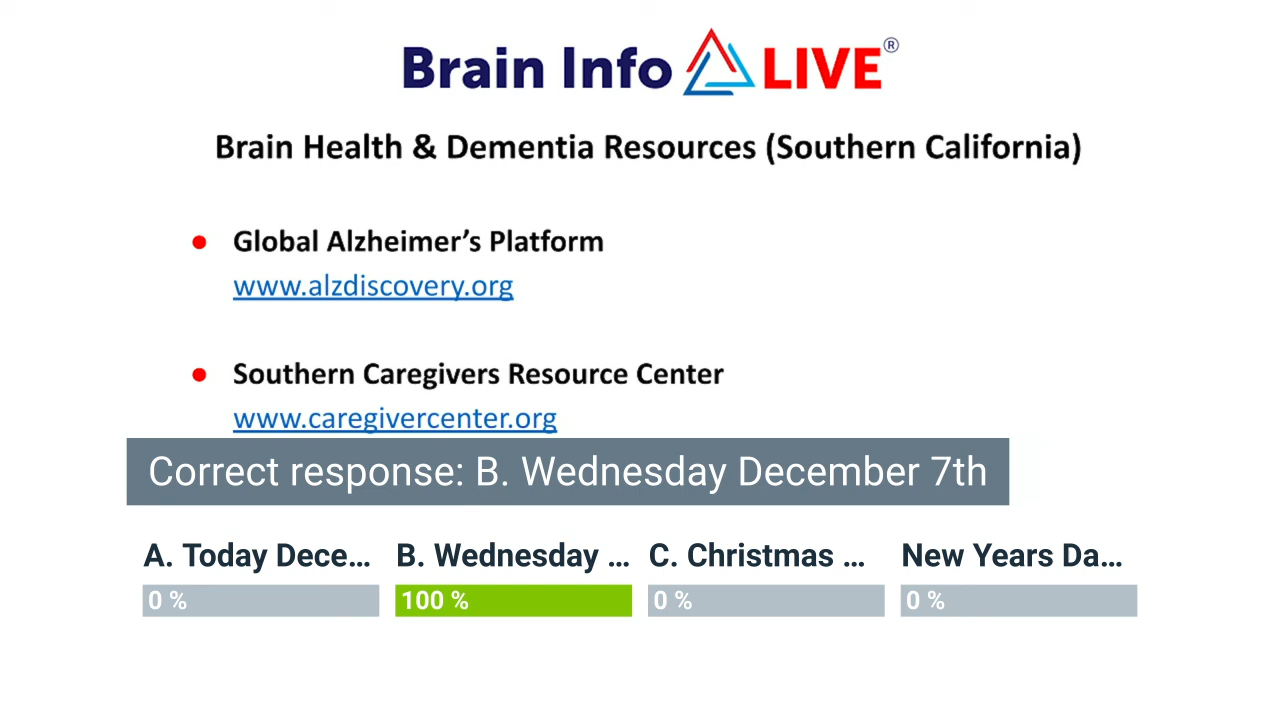 Brain Info LIVE®
Brain Health & Dementia Resources (Southern California)
● Global Alzheimer’s Platform
www.alzdiscovery.org
● Southern Caregivers Resource Center
www.caregivercenter.org
Correct response: B. Wednesday December 7th
A. Today Dece... B. Wednesday ... C. Christmas ... New Years Da...
0 % 100 % 0 % 0 %